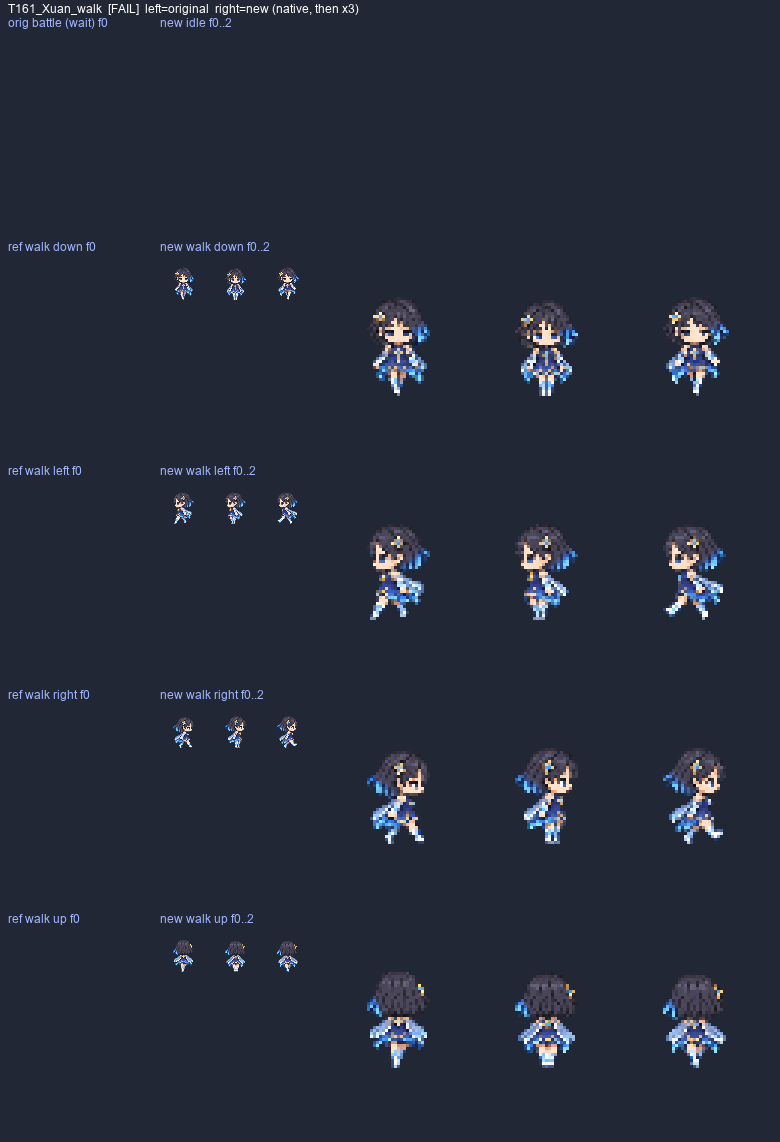 T161_Xuan_walk [FAIL] left=original right=new (native, then x3)
orig battle (wait) f0 new idle f0..2
ref walk down f0 new walk down f0..2
ref walk left f0 new walk left f0..2
ref walk right f0 new walk right f0..2
ref walk up f0 new walk up f0..2